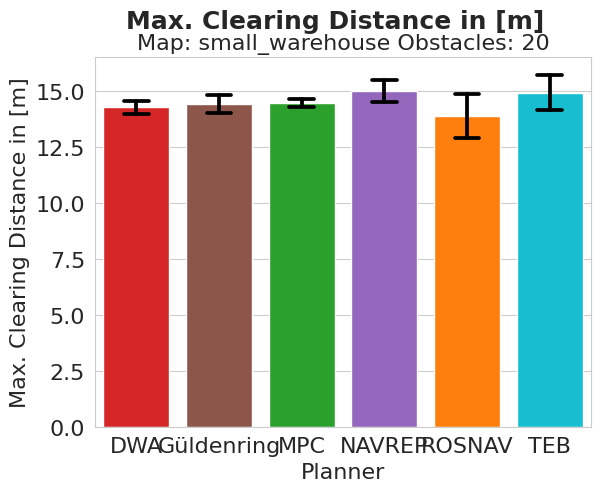 Max. Clearing Distance in [m]
Map: small_warehouse Obstacles: 20
Max. Clearing Distance in [m]
15.0
12.5
10.0
7.5
5.0
2.5
0.0
DWA Güldenring MPC NAVREP ROSNAV TEB
Planner